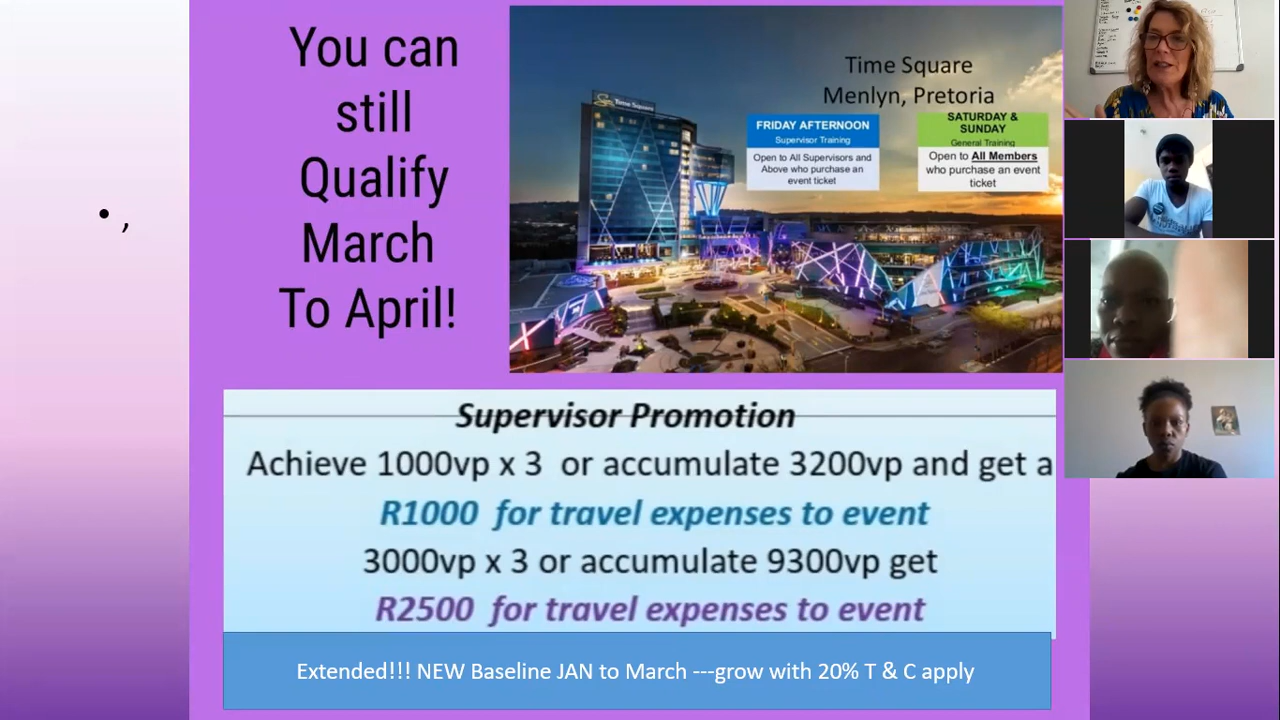 You can
still
Qualify
March
To April!
• ,
Time Square
Time Square
Menlyn, Pretoria
FRIDAY AFTERNOON
Supervisor Training
Open to All Supervisors and
Above who purchase an
event ticket
SATURDAY &
SUNDAY
General Training
Open to All Members
who purchase an event
ticket
Supervisor Promotion
Achieve 1000vp x 3 or accumulate 3200vp and get a
R1000 for travel expenses to event
3000vp x 3 or accumulate 9300vp get
R2500 for travel expenses to event
Extended!!! NEW Baseline JAN to March ---grow with 20% T & C apply